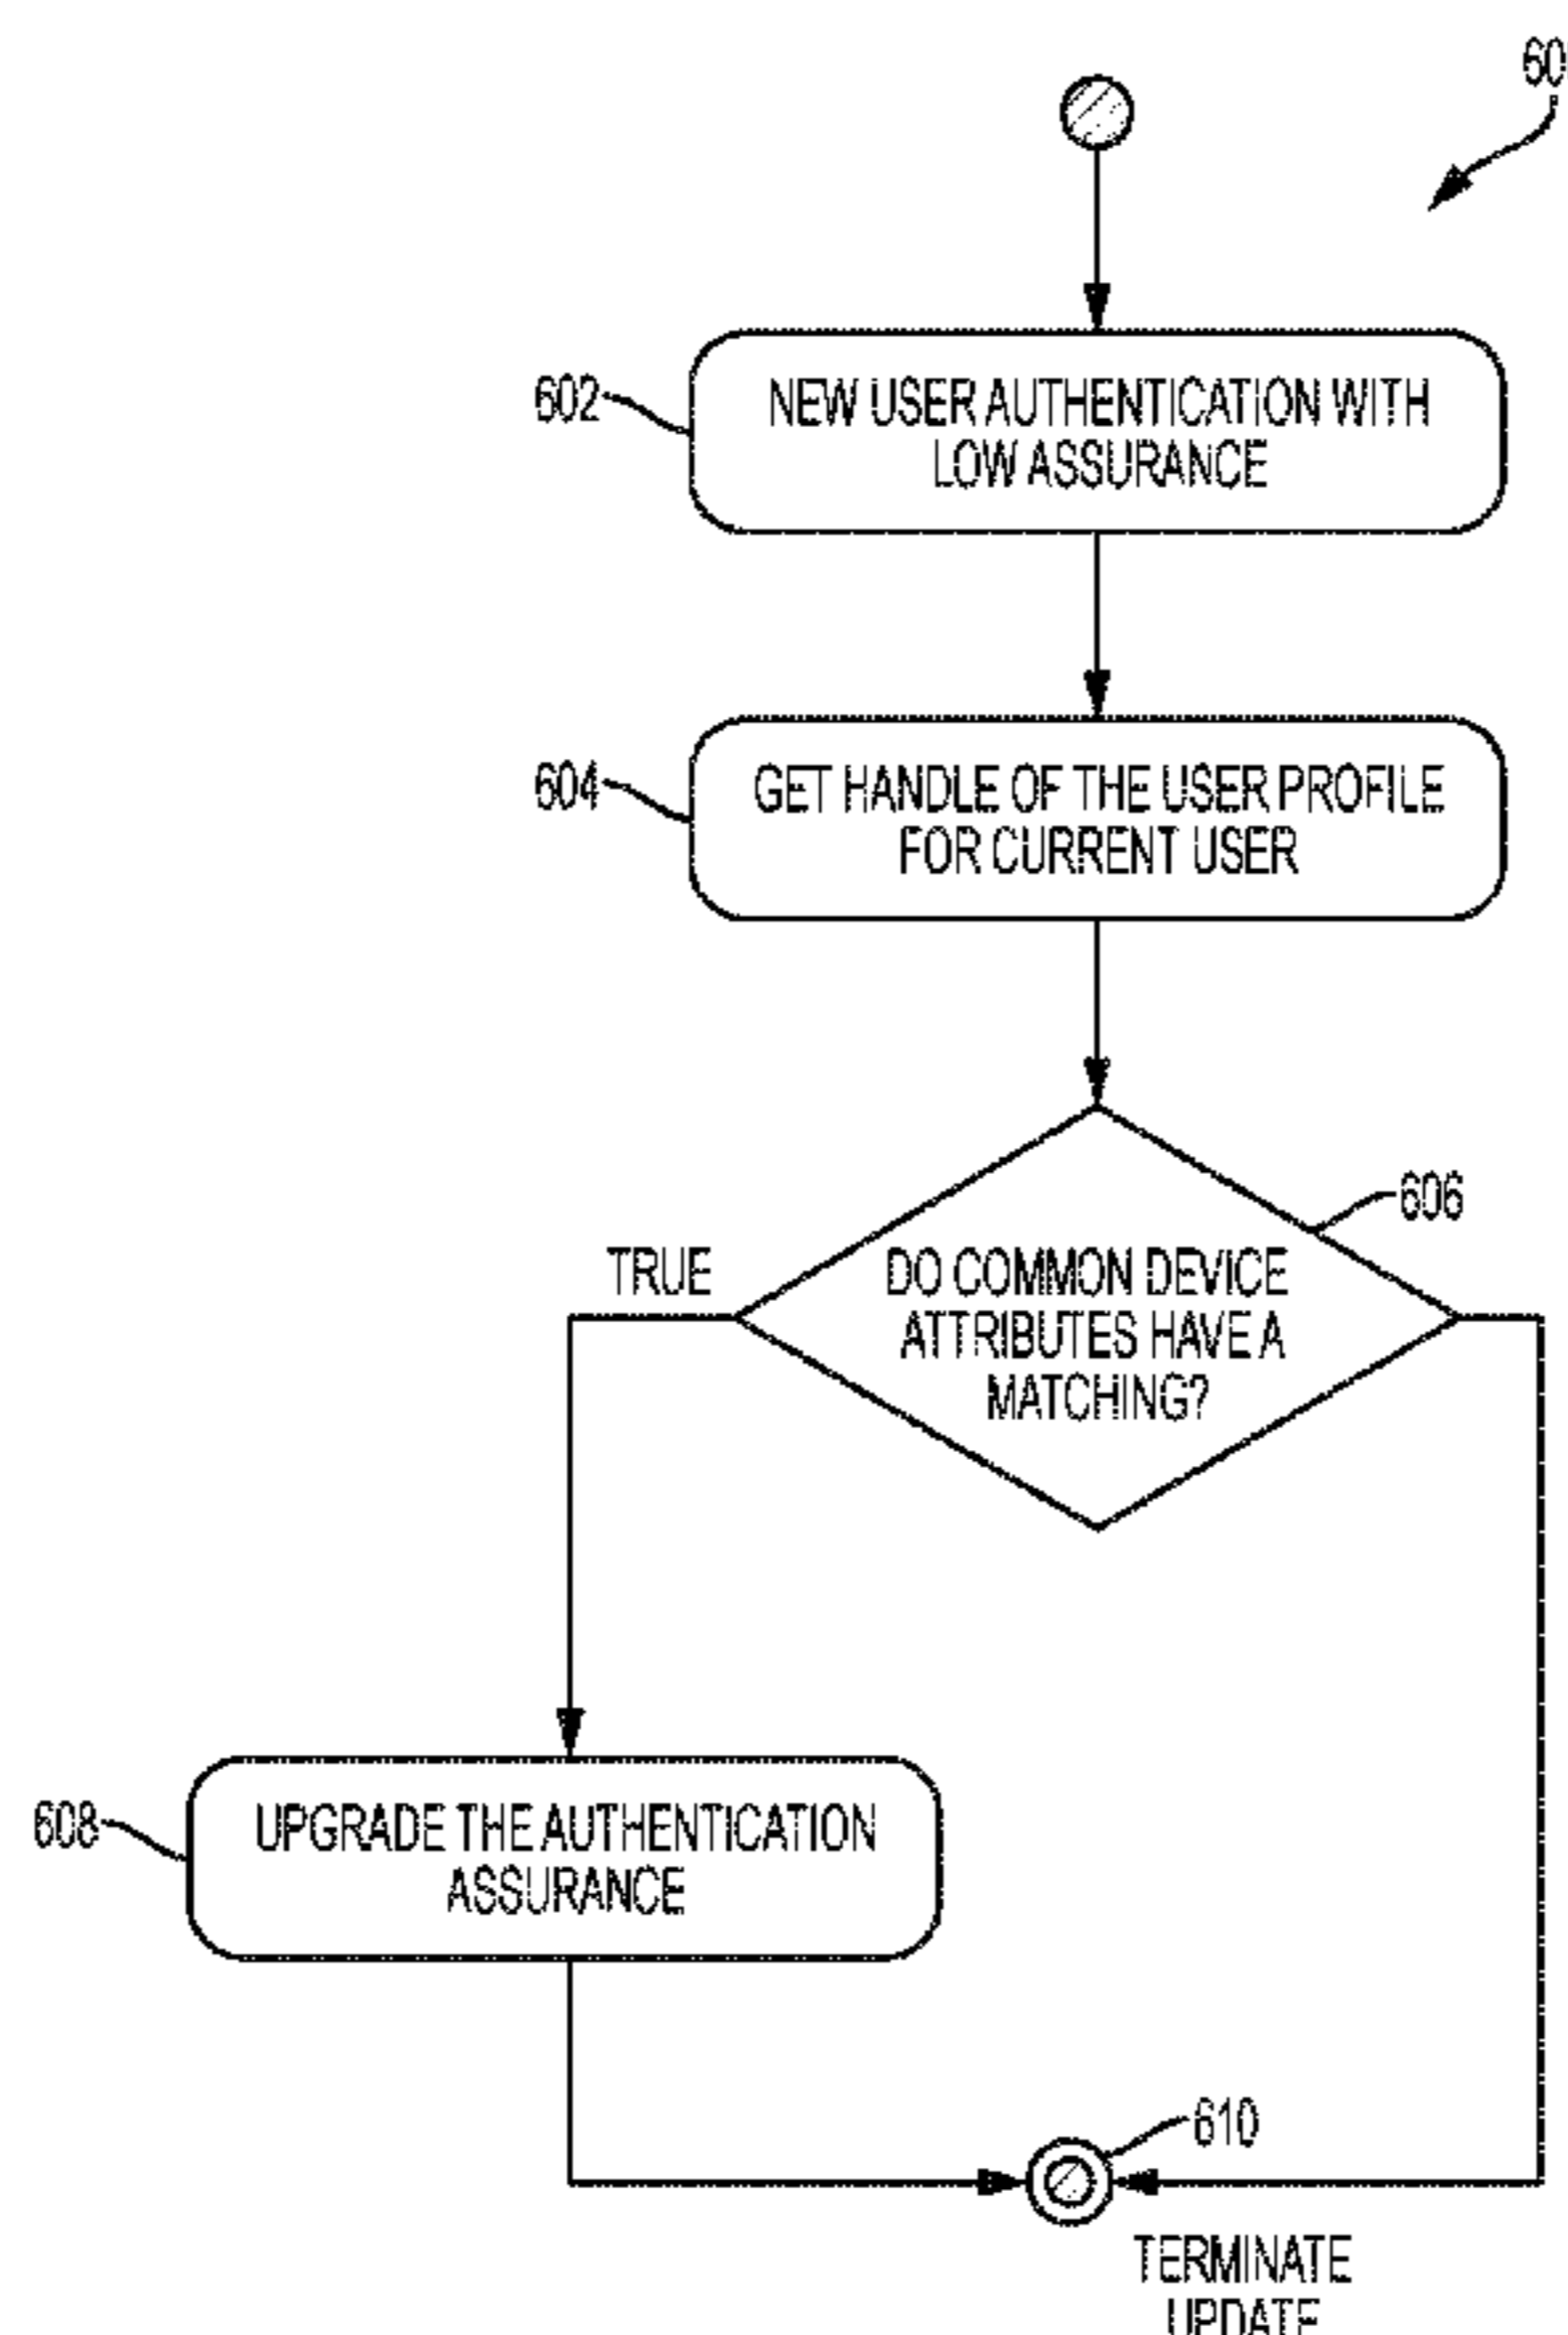 60
602
NEW USER AUTHENTICATION WITH
LOW ASSURANCE
604
GET HANDLE OF THE USER PROFILE
FOR CURRENT USER
606
TRUE
DO COMMON DEVICE
ATTRIBUTES HAVE A
MATCHING?
608
UPGRADE THE AUTHENTICATION
ASSURANCE
610
TERMINATE
UPDATE